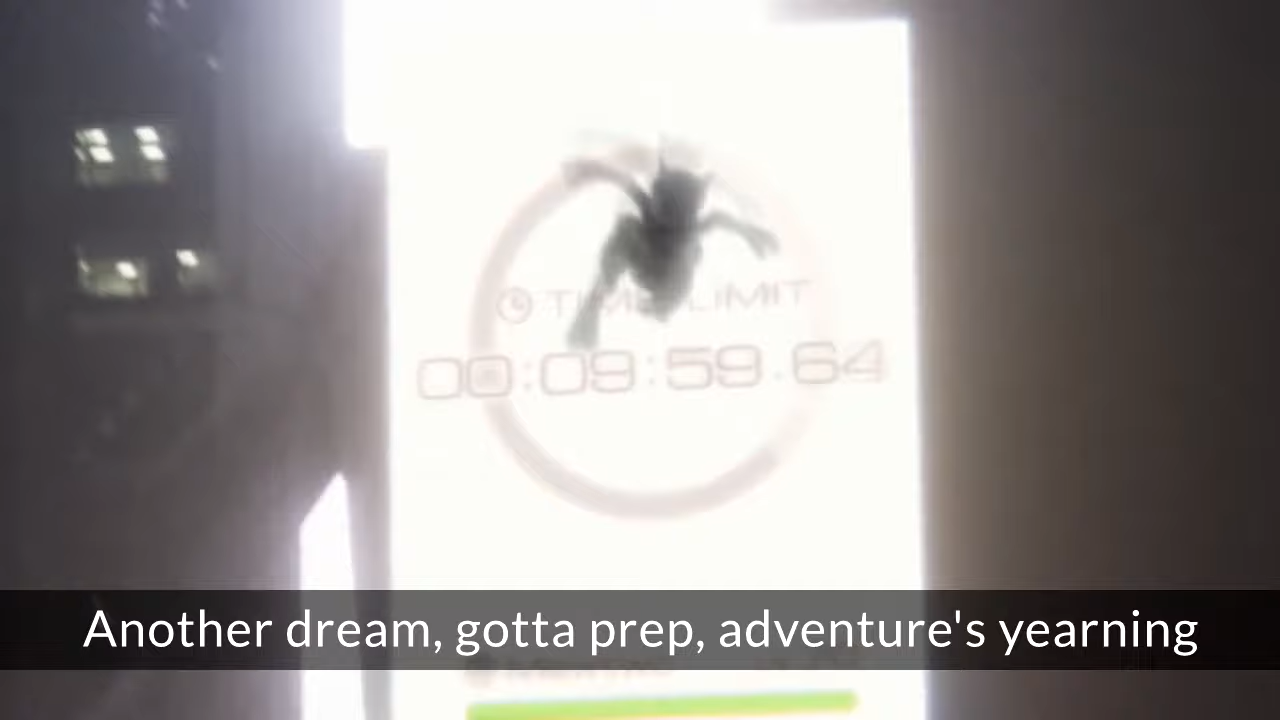 TIME LIMIT
00:09:59.64
Another dream, gotta prep, adventure's yearning